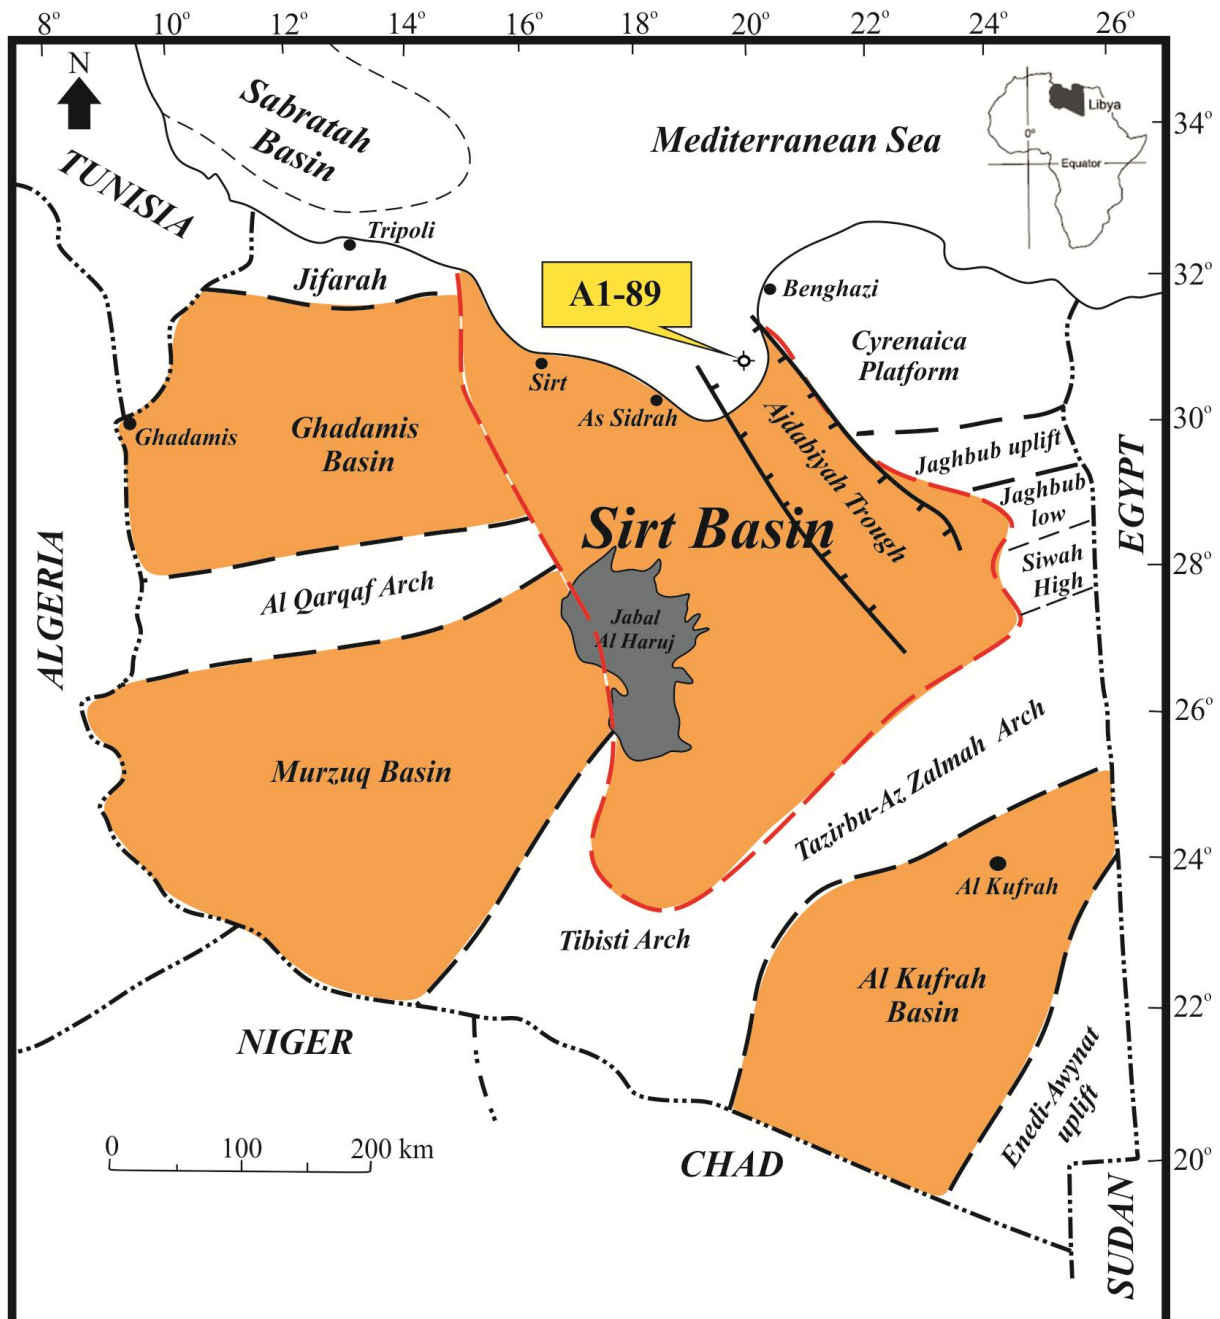 8° 10° 12° 14° 16° 18° 20° 22° 24° 26°
N
Sabratah
Basin
Mediterranean Sea
Libya
0°
Equator
34°
TUNISIA
Tripoli
Jifarah
32°
A1-89
Benghazi
Cyrenaica
Platform
Sirt
As Sidrah
Ajdabiyah Trough
30°
Ghadamis
Ghadamis
Basin
Jaghbub uplift
Jaghbub
low
EGYPT
Sirt Basin
Siwah
High
28°
ALGERIA
Al Qarqaf Arch
Jabal
Al Haruj
26°
Murzuq Basin
Tazirbu-Az Zalmah Arch
24°
Al Kufrah
Tibisti Arch
Al Kufrah
Basin
22°
NIGER
Enedi-Awynat
uplift
0 100 200 km
CHAD
20°
SUDAN